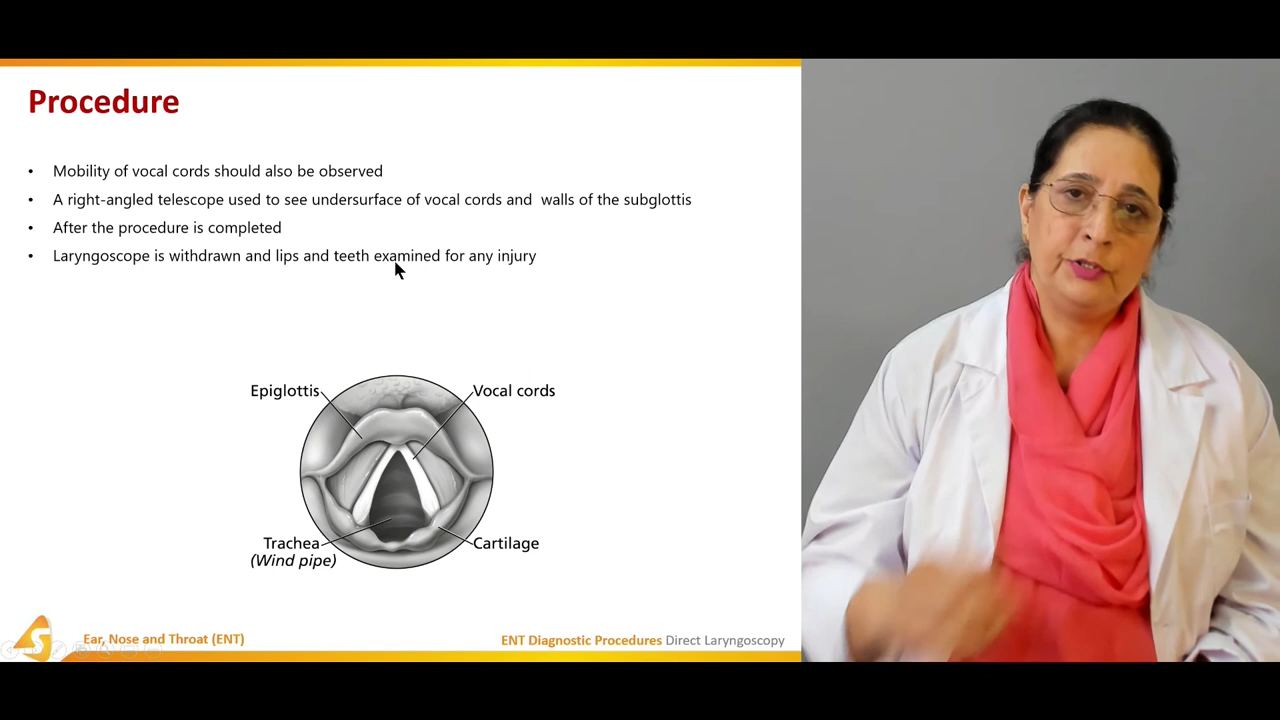 Procedure
• Mobility of vocal cords should also be observed
• A right-angled telescope used to see undersurface of vocal cords and walls of the subglottis
• After the procedure is completed
• Laryngoscope is withdrawn and lips and teeth examined for any injury
Epiglottis
Vocal cords
Trachea
(Wind pipe)
Cartilage
S
Ear, Nose and Throat (ENT)
ENT Diagnostic Procedures Direct Laryngoscopy